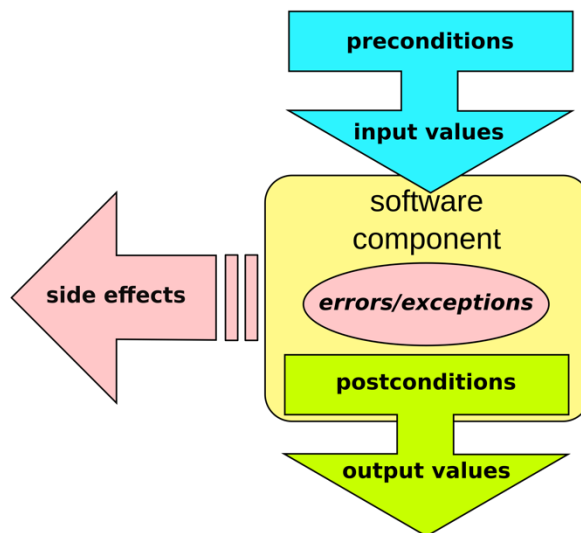 preconditions
input values
software
component
side effects
errors/exceptions
postconditions
output values